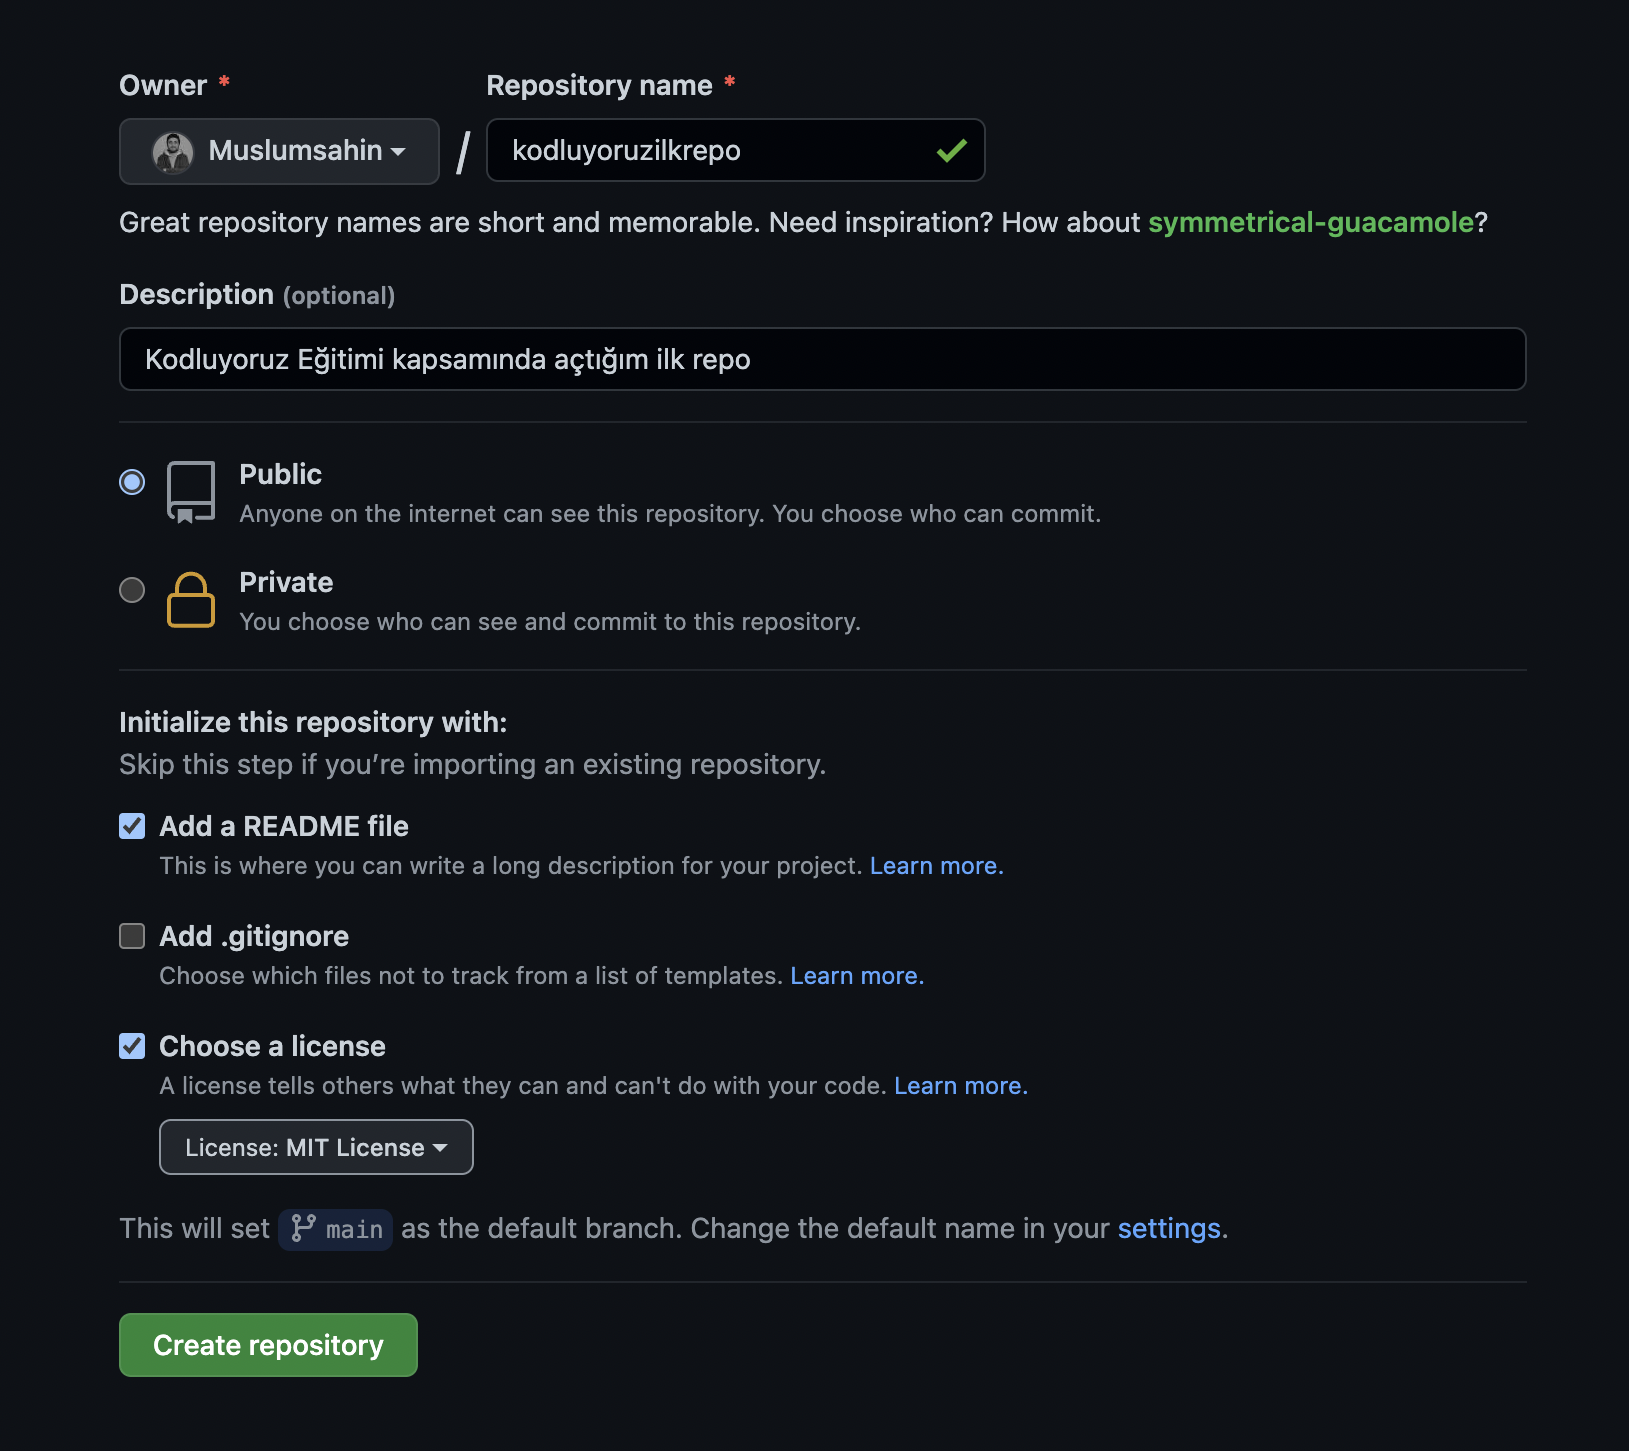 Owner *
Repository name *
Muslumsahin / kodluyoruzilkrepo
Great repository names are short and memorable. Need inspiration? How about symmetrical-guacamole?
Description (optional)
Kodluyoruz Eğitimi kapsamında açtığım ilk repo
Public
Anyone on the internet can see this repository. You choose who can commit.
Private
You choose who can see and commit to this repository.
Initialize this repository with:
Skip this step if you’re importing an existing repository.
Add a README file
This is where you can write a long description for your project. Learn more.
Add .gitignore
Choose which files not to track from a list of templates. Learn more.
Choose a license
A license tells others what they can and can't do with your code. Learn more.
License: MIT License
This will set main as the default branch. Change the default name in your settings.
Create repository